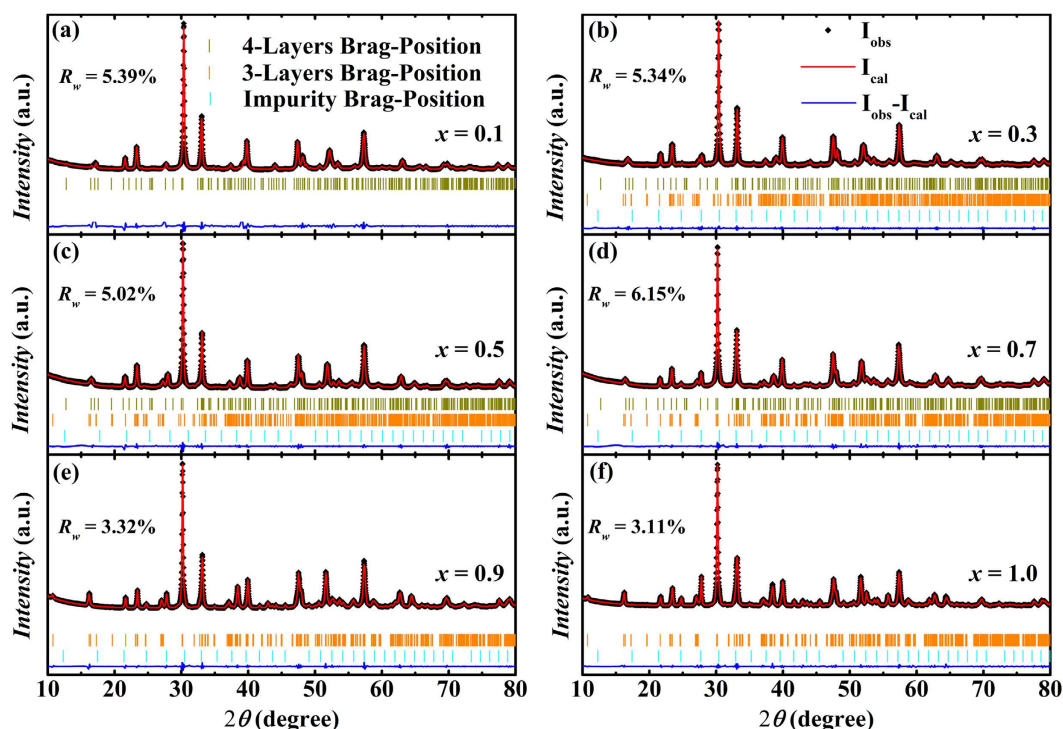 (a)
4-Layers Brag-Position
3-Layers Brag-Position
Impurity Brag-Position
R_w = 5.39%
x = 0.1
Intensity (a.u.)
(b)
I_obs
I_cal
I_obs-I_cal
R_w = 5.34%
x = 0.3
Intensity (a.u.)
(c)
R_w = 5.02%
x = 0.5
Intensity (a.u.)
(d)
R_w = 6.15%
x = 0.7
Intensity (a.u.)
(e)
R_w = 3.32%
x = 0.9
Intensity (a.u.)
10 20 30 40 50 60 70 80
2θ (degree)
(f)
R_w = 3.11%
x = 1.0
Intensity (a.u.)
10 20 30 40 50 60 70 80
2θ (degree)